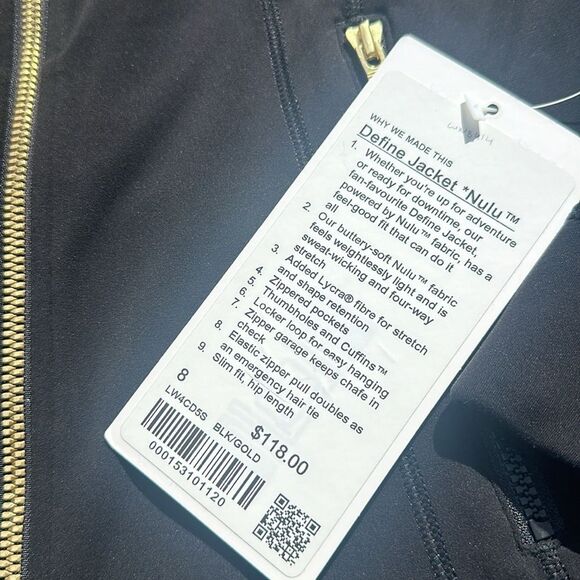 WHY WE MADE THIS
Define Jacket *Nulu™
1. Whether you're up for adventure
or ready for downtime, our
fan-favourite Define Jacket,
powered by Nulu™ fabric, has a
feel-good fit that can do it
all
2. Our buttery-soft Nulu™ fabric
feels weightlessly light and is
sweat-wicking and four-way
stretch
3. Added Lycra® fibre for stretch
and shape retention
4. Zippered pockets
5. Thumbholes and Cuffins™
6. Locker loop for easy hanging
7. Zipper garage keeps chafe in
check
8. Elastic zipper pull doubles as
an emergency hair tie
9. Slim fit, hip length
8
LW4CD5S BLK/GOLD
$118.00
000153101120